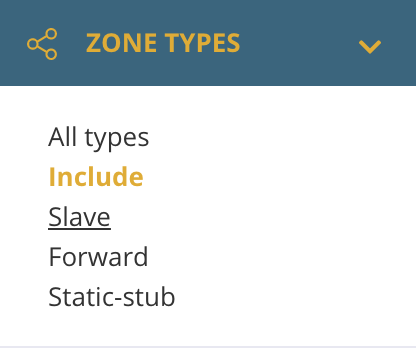 ZONE TYPES
All types
Include
Slave
Forward
Static-stub